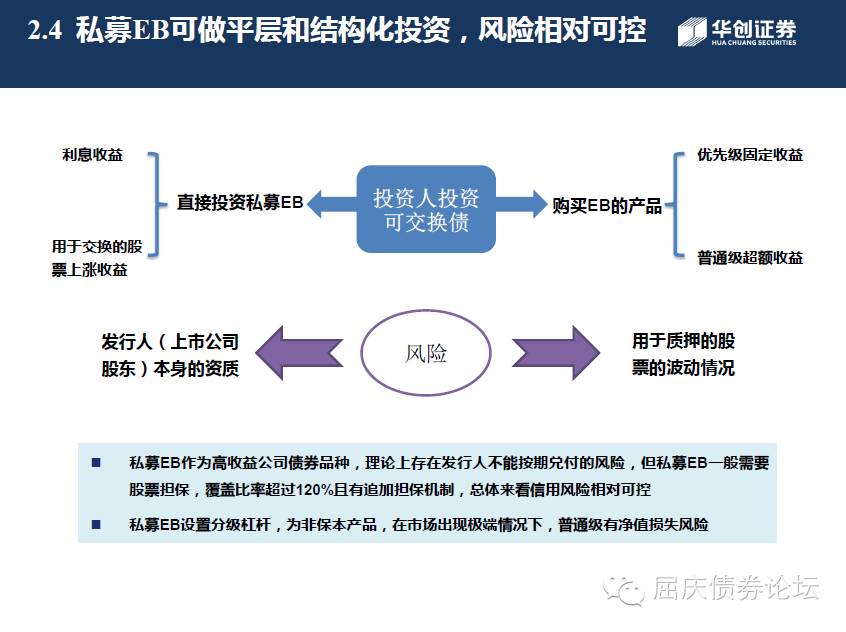 2.4 私募EB可做平层和结构化投资，风险相对可控
华创证券
HUA CHUANG SECURITIES
利息收益
用于交换的股
票上涨收益
直接投资私募EB
投资人投资
可交换债
购买EB的产品
优先级固定收益
普通级超额收益
发行人（上市公司
股东）本身的资质
风险
用于质押的股
票的波动情况
私募EB作为高收益公司债券品种，理论上存在发行人不能按期兑付的风险，但私募EB一般需要
股票担保，覆盖比率超过120%且有追加担保机制，总体来看信用风险相对可控
私募EB设置分级杠杆，为非保本产品，在市场出现极端情况下，普通级有净值损失风险
屈庆债券论坛